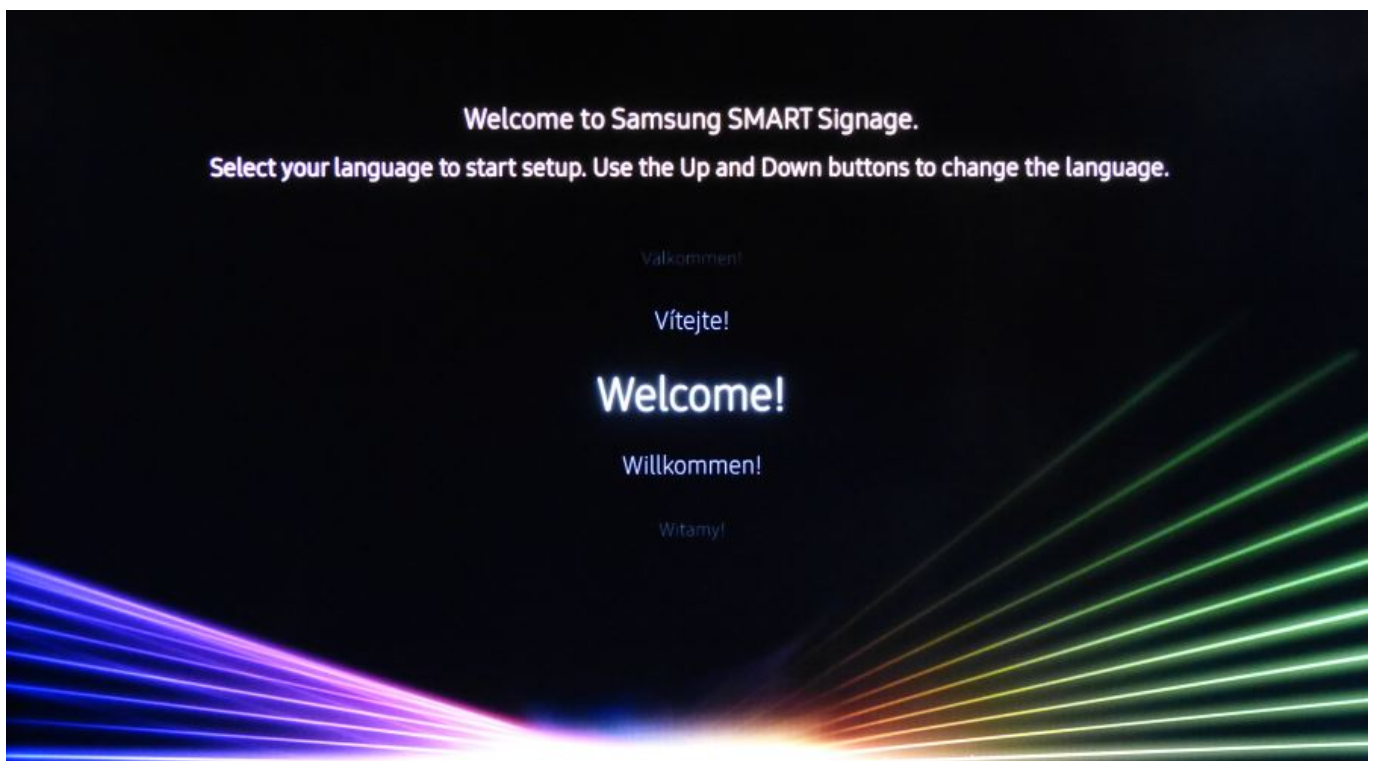 Welcome to Samsung SMART Signage.
Select your language to start setup. Use the Up and Down buttons to change the language.
Välkommen!
Vítejte!
Welcome!
Willkommen!
Witamy!